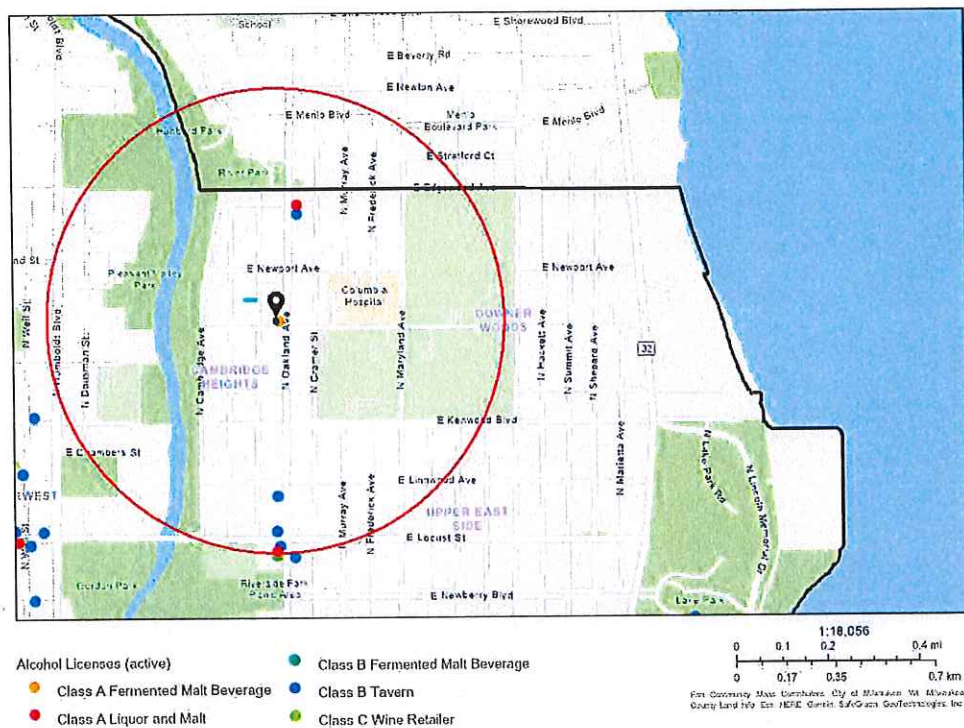 E Shorewood Blvd
School
E Beverly Rd
E Newton Ave
E Menlo Blvd
Menlo
Boulevard Park
E Menlo Blvd
Hubbard Park
E Stratford Ct
River Park
E Edgewood Ave
N Murray Ave
N Frederick Ave
E Newport Ave
E Newport Ave
Pleasant Valley
Park
Columbia
Hospital
DOWNER
WOODS
32
N Weil St
N Humboldt Blvd
N Dousman St
N Cambridge Ave
CAMBRIDGE
HEIGHTS
N Oakland Ave
N Cramer St
N Maryland Ave
N Hackett Ave
N Summit Ave
N Shepard Ave
E Kenwood Blvd
E Chambers St
N Marietta Ave
N Lake Park Rd
N Lincoln Memorial Dr
E Linnwood Ave
N Murray Ave
N Frederick Ave
UPPER EAST
SIDE
E Locust St
Gordon Park
Riverside Park
E Newberry Blvd
Lake Park
1:18,056
0 0.1 0.2 0.4 mi
0 0.17 0.35 0.7 km
Alcohol Licenses (active)
Class A Fermented Malt Beverage
Class A Liquor and Malt
Class B Fermented Malt Beverage
Class B Tavern
Class C Wine Retailer